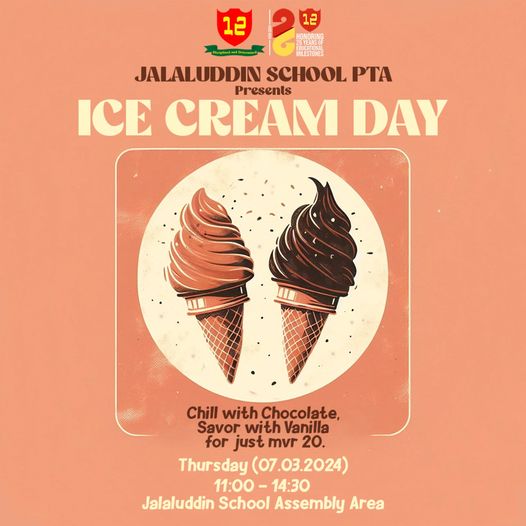 12
12
HONORING
25 YEARS OF
EDUCATIONAL
MILESTONES
JALALUDDIN SCHOOL PTA
Presents
ICE CREAM DAY
Chill with Chocolate,
Savor with Vanilla
for just mvr 20.
Thursday (07.03.2024)
11:00 - 14:30
Jalaluddin School Assembly Area